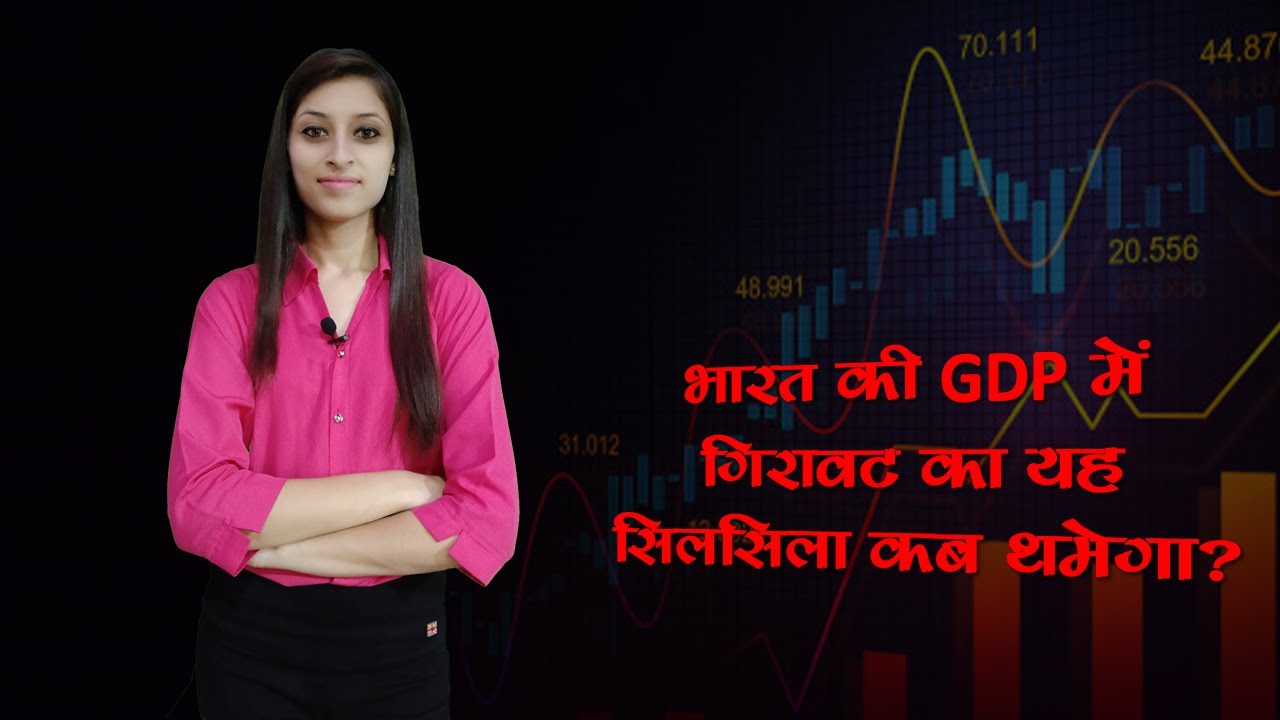 70.111
44.87
20.556
48.991
31.012
भारत की GDP में
गिरावट का यह
सिलसिला कब थमेगा?